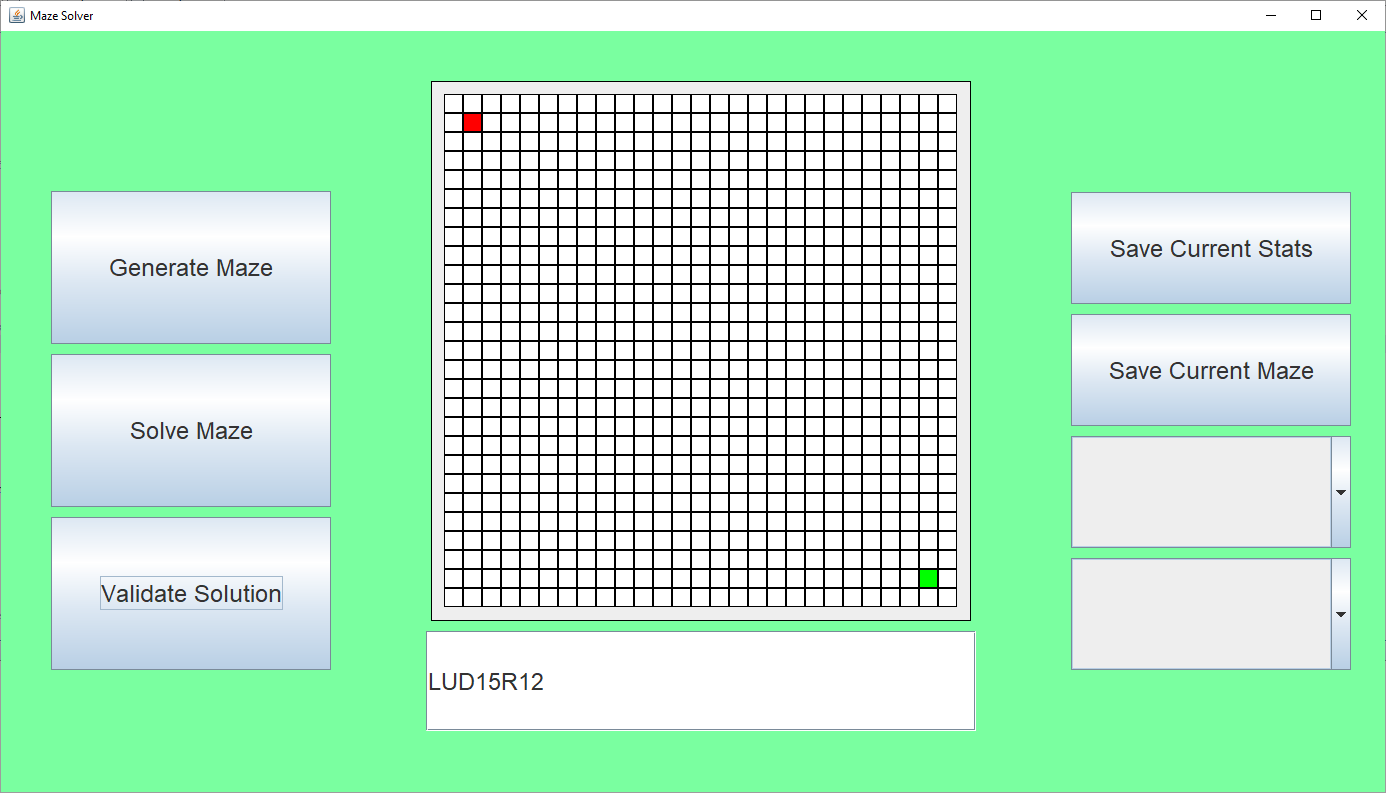 Maze Solver
Generate Maze
Solve Maze
Validate Solution
LUD15R12
Save Current Stats
Save Current Maze